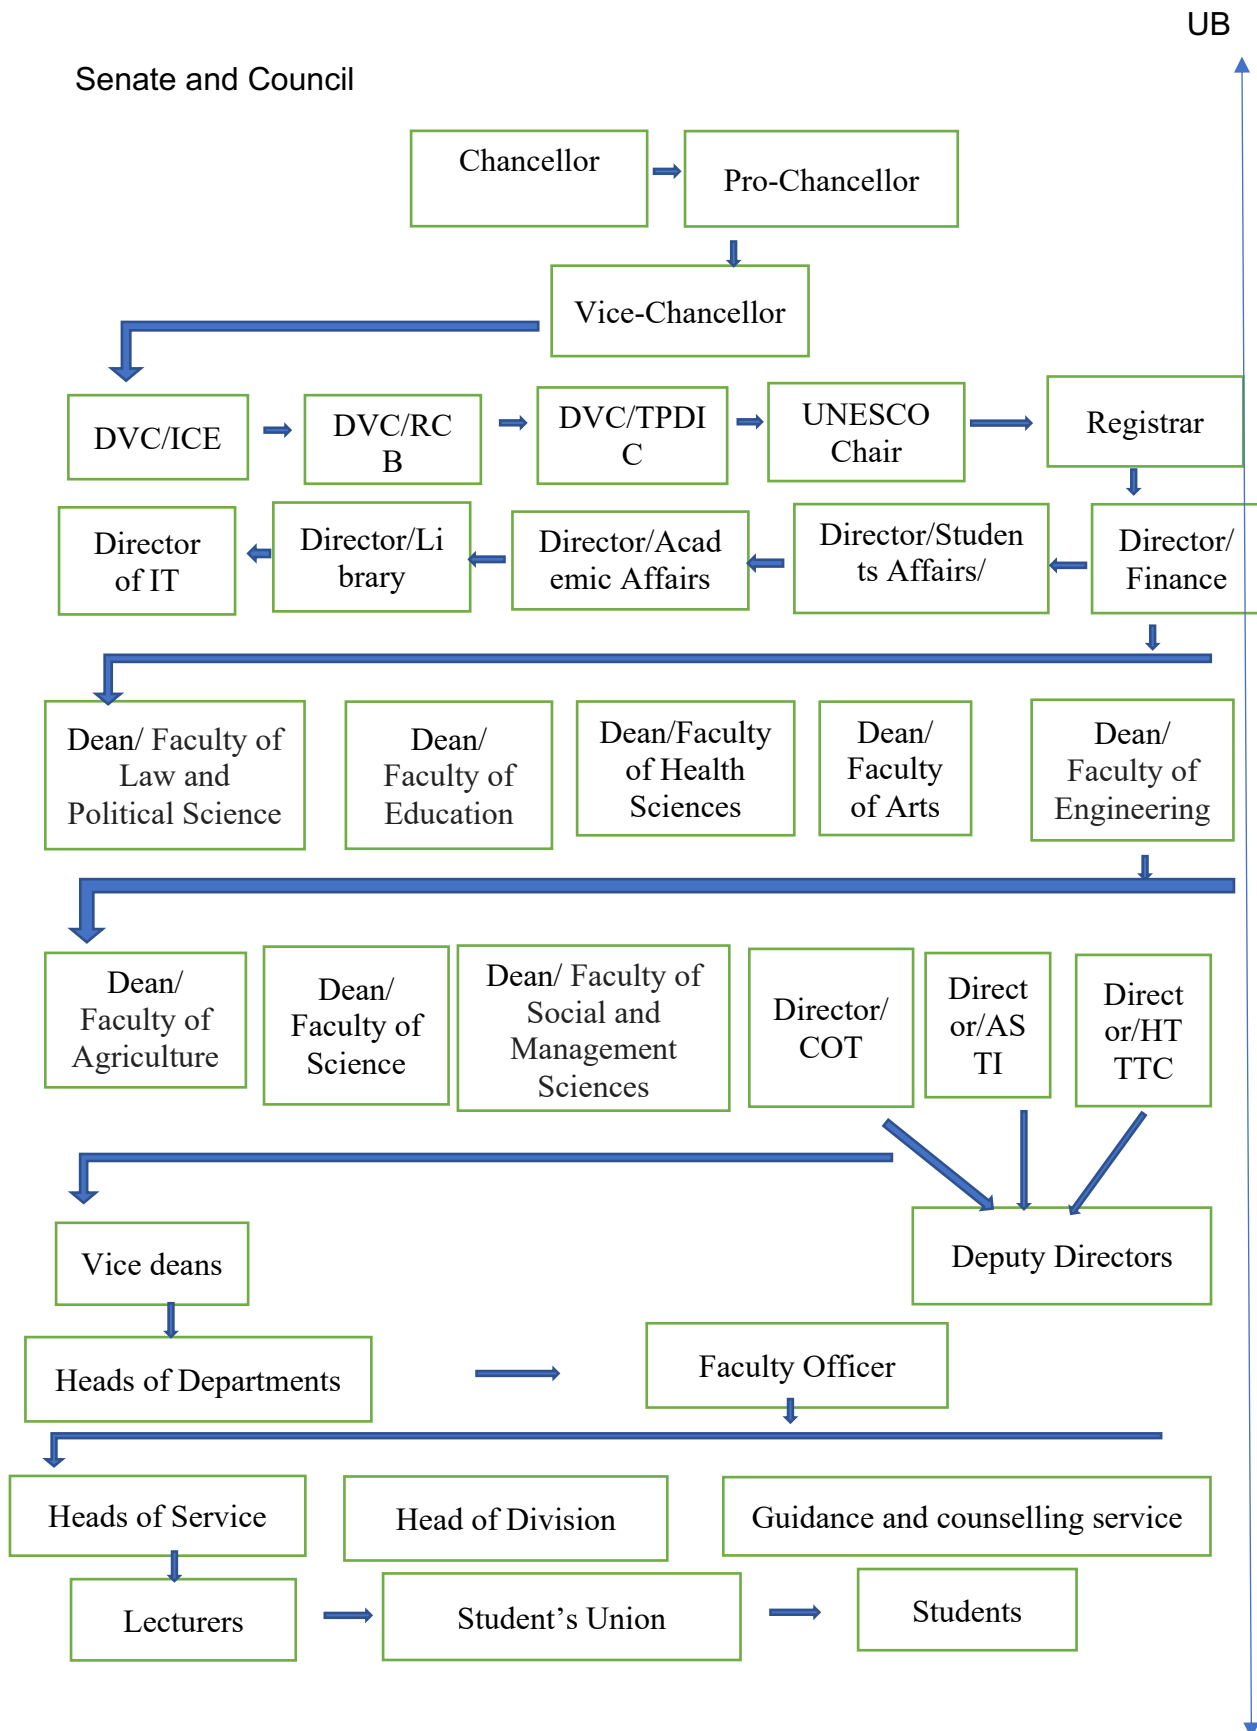 UB
Senate and Council
Chancellor
Pro-Chancellor
Vice-Chancellor
DVC/ICE
DVC/RC
B
DVC/TPDI
C
UNESCO
Chair
Registrar
Director
of IT
Director/Li
brary
Director/Acad
emic Affairs
Director/Studen
ts Affairs/
Director/
Finance
Dean/ Faculty of
Law and
Political Science
Dean/
Faculty of
Education
Dean/Faculty
of Health
Sciences
Dean/
Faculty
of Arts
Dean/
Faculty of
Engineering
Dean/
Faculty of
Agriculture
Dean/
Faculty of
Science
Dean/ Faculty of
Social and
Management
Sciences
Director/
COT
Direct
or/AS
TI
Direct
or/HT
TTC
Vice deans
Deputy Directors
Heads of Departments
Faculty Officer
Heads of Service
Head of Division
Guidance and counselling service
Lecturers
Student’s Union
Students